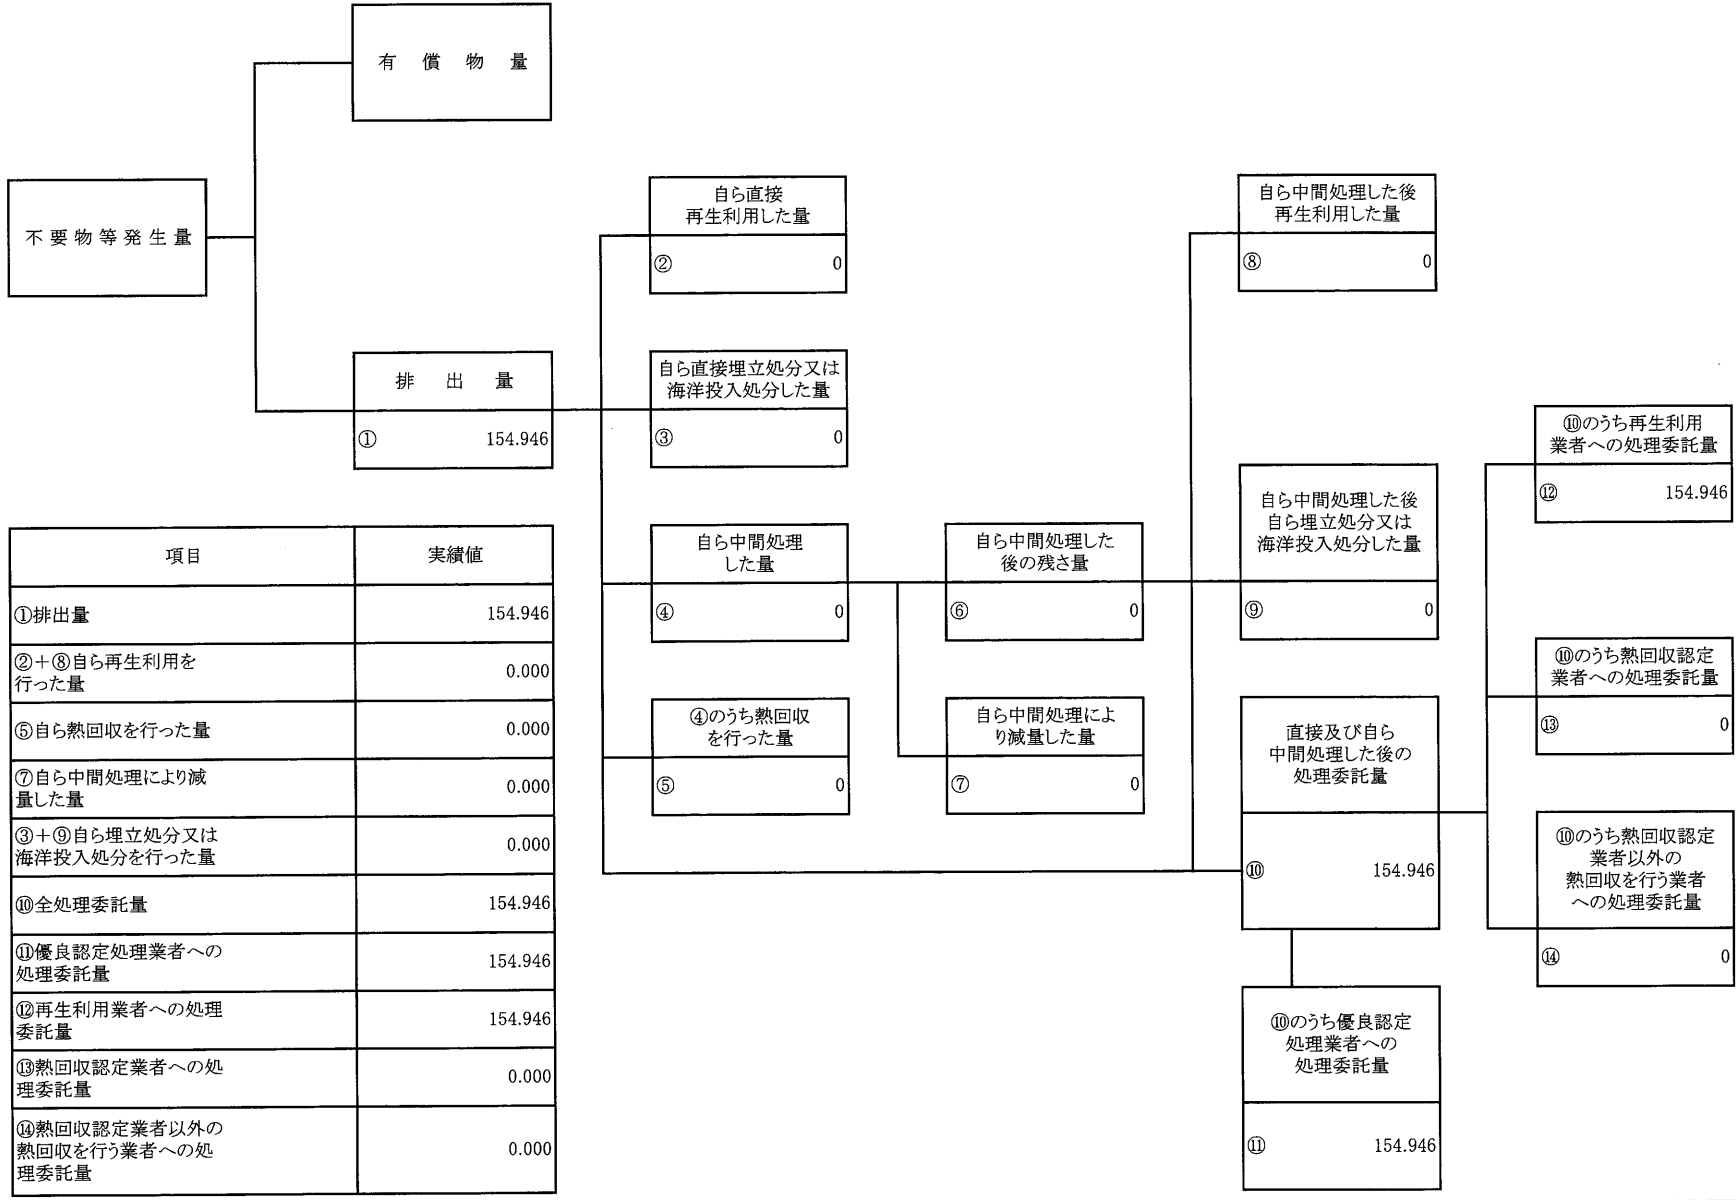 有償物量
不要物等発生量
排出量
① 154.946
自ら直接
再生利用した量
② 0
自ら直接埋立処分又は
海洋投入処分した量
③ 0
自ら中間処理
した量
④ 0
④のうち熱回収
を行った量
⑤ 0
自ら中間処理した
後の残さ量
⑥ 0
自ら中間処理によ
り減量した量
⑦ 0
自ら中間処理した後
再生利用した量
⑧ 0
自ら中間処理した後
自ら埋立処分又は
海洋投入処分した量
⑨ 0
直接及び自ら
中間処理した後の
処理委託量
⑩ 154.946
⑩のうち優良認定
処理業者への
処理委託量
⑪ 154.946
⑩のうち再生利用
業者への処理委託量
⑫ 154.946
⑩のうち熱回収認定
業者への処理委託量
⑬ 0
⑩のうち熱回収認定
業者以外の
熱回収を行う業者
への処理委託量
⑭ 0
項目 実績値
①排出量 154.946
②+⑧自ら再生利用を
行った量 0.000
⑤自ら熱回収を行った量 0.000
⑦自ら中間処理により減
量した量 0.000
③+⑨自ら埋立処分又は
海洋投入処分を行った量 0.000
⑩全処理委託量 154.946
⑪優良認定処理業者への
処理委託量 154.946
⑫再生利用業者への処理
委託量 154.946
⑬熱回収認定業者への処
理委託量 0.000
⑭熱回収認定業者以外の
熱回収を行う業者への処
理委託量 0.000